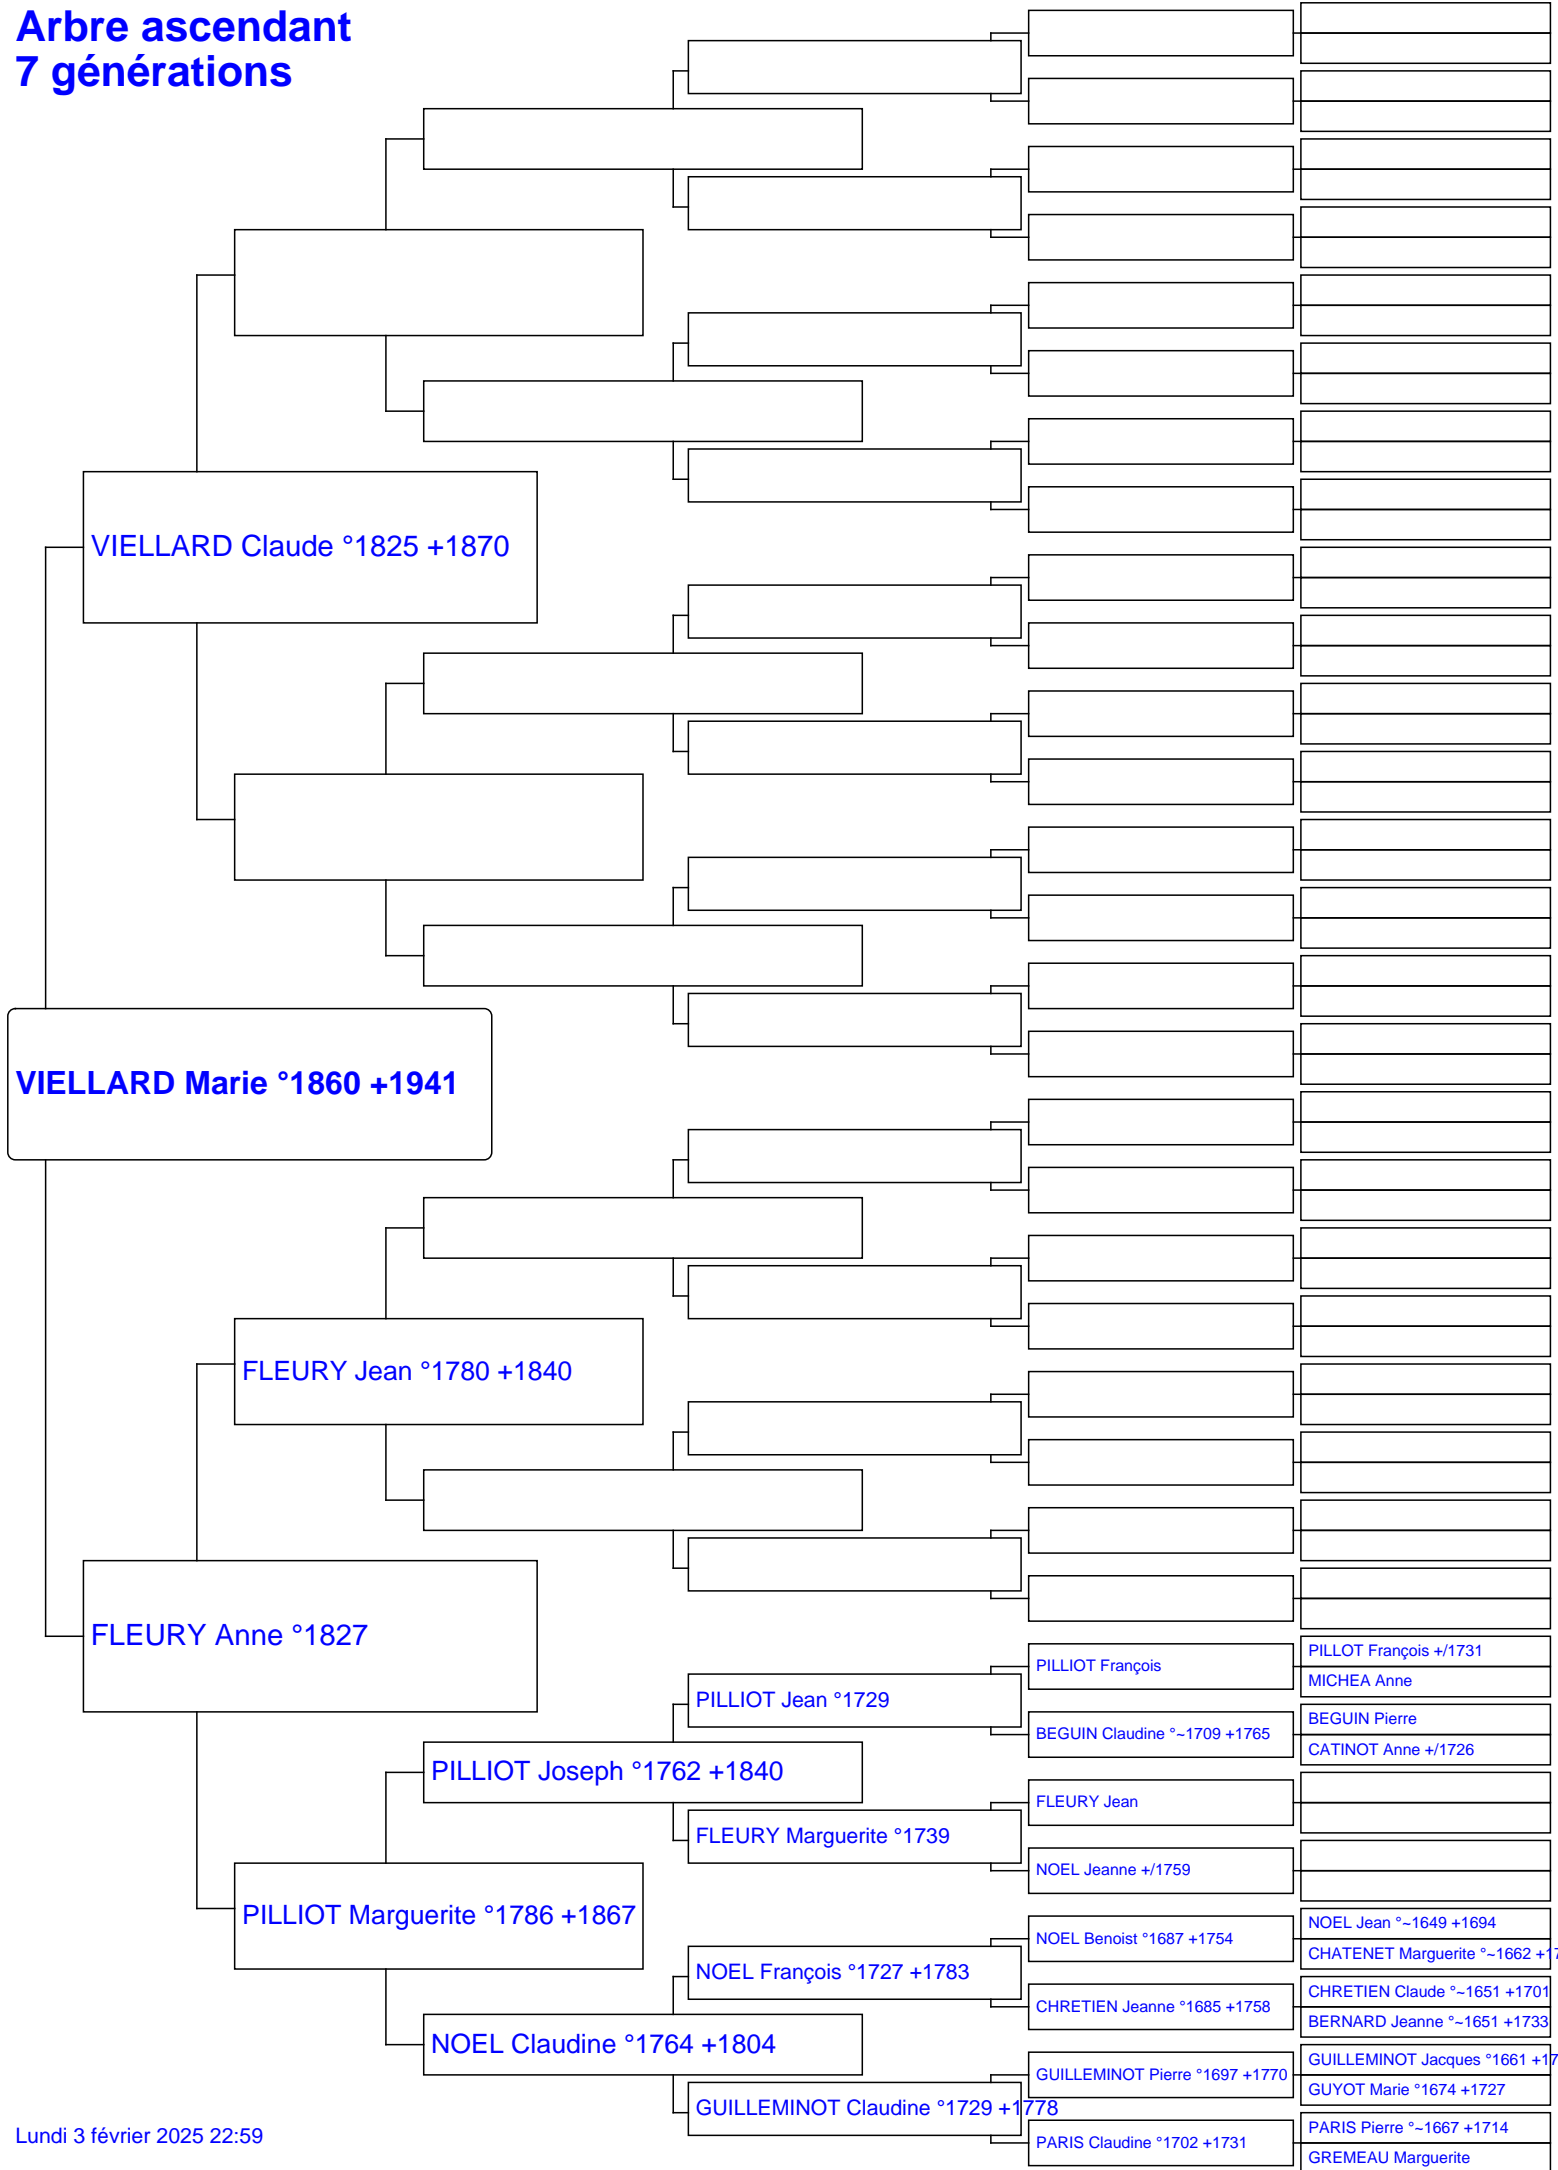 Arbre ascendant
7 générations
VIELLARD Claude °1825 +1870
VIELLARD Marie °1860 +1941
FLEURY Jean °1780 +1840
FLEURY Anne °1827
PILLIOT François
PILLOT François +/1731
MICHEA Anne
PILLIOT Jean °1729
BEGUIN Claudine °~1709 +1765
BEGUIN Pierre
CATINOT Anne +/1726
PILLIOT Joseph °1762 +1840
FLEURY Jean
FLEURY Marguerite °1739
NOEL Jeanne +/1759
PILLIOT Marguerite °1786 +1867
NOEL Benoist °1687 +1754
NOEL Jean °~1649 +1694
CHATENET Marguerite °~1662 +17
NOEL François °1727 +1783
CHRETIEN Jeanne °1685 +1758
CHRETIEN Claude °~1651 +1701
BERNARD Jeanne °~1651 +1733
NOEL Claudine °1764 +1804
GUILLEMINOT Pierre °1697 +1770
GUILLEMINOT Jacques °1661 +17
GUYOT Marie °1674 +1727
GUILLEMINOT Claudine °1729 +1778
PARIS Claudine °1702 +1731
PARIS Pierre °~1667 +1714
GREMEAU Marguerite
Lundi 3 février 2025 22:59